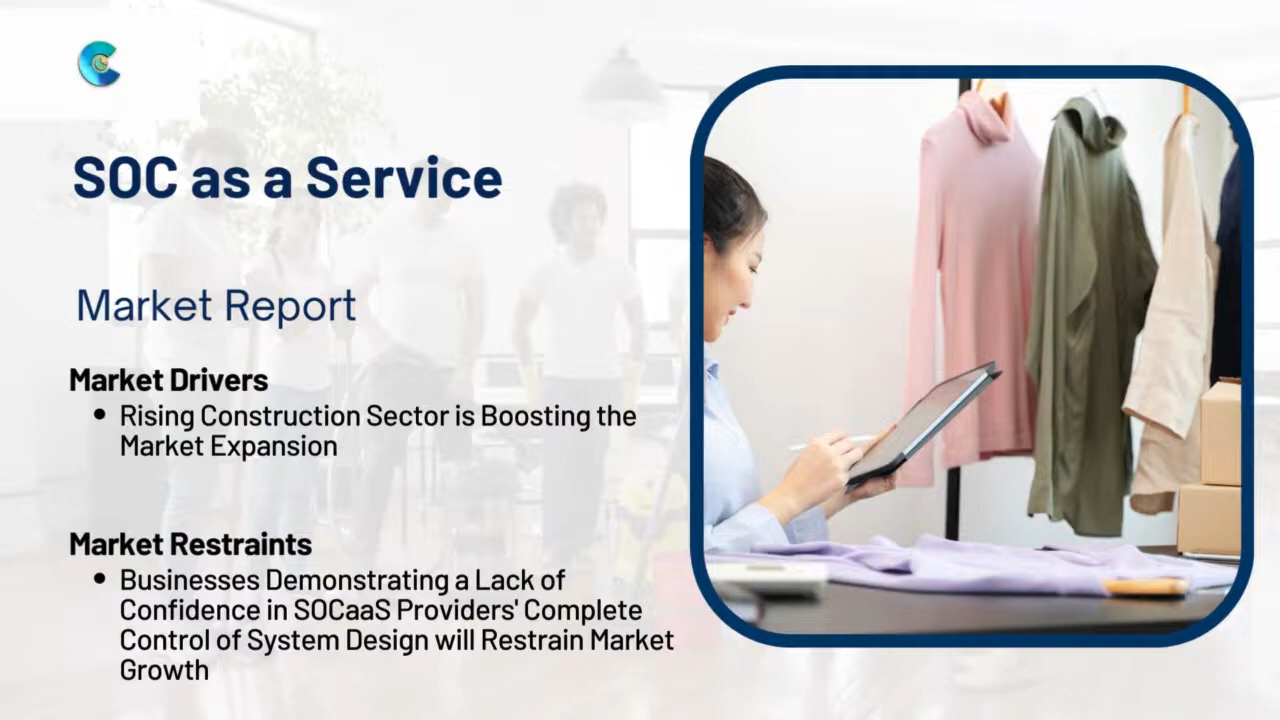 SOC as a Service
Market Report
Market Drivers
• Rising Construction Sector is Boosting the
Market Expansion
Market Restraints
• Businesses Demonstrating a Lack of
Confidence in SOCaaS Providers' Complete
Control of System Design will Restrain Market
Growth